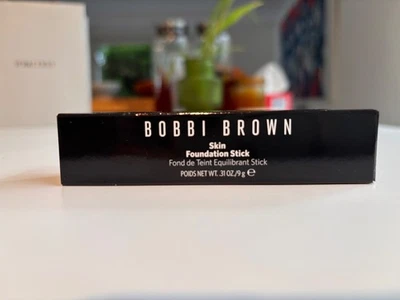 BOBBI BROWN
Skin
Foundation Stick
Fond de Teint Equilibrant Stick
POIDS NET WT. .31 OZ./9 g ℮